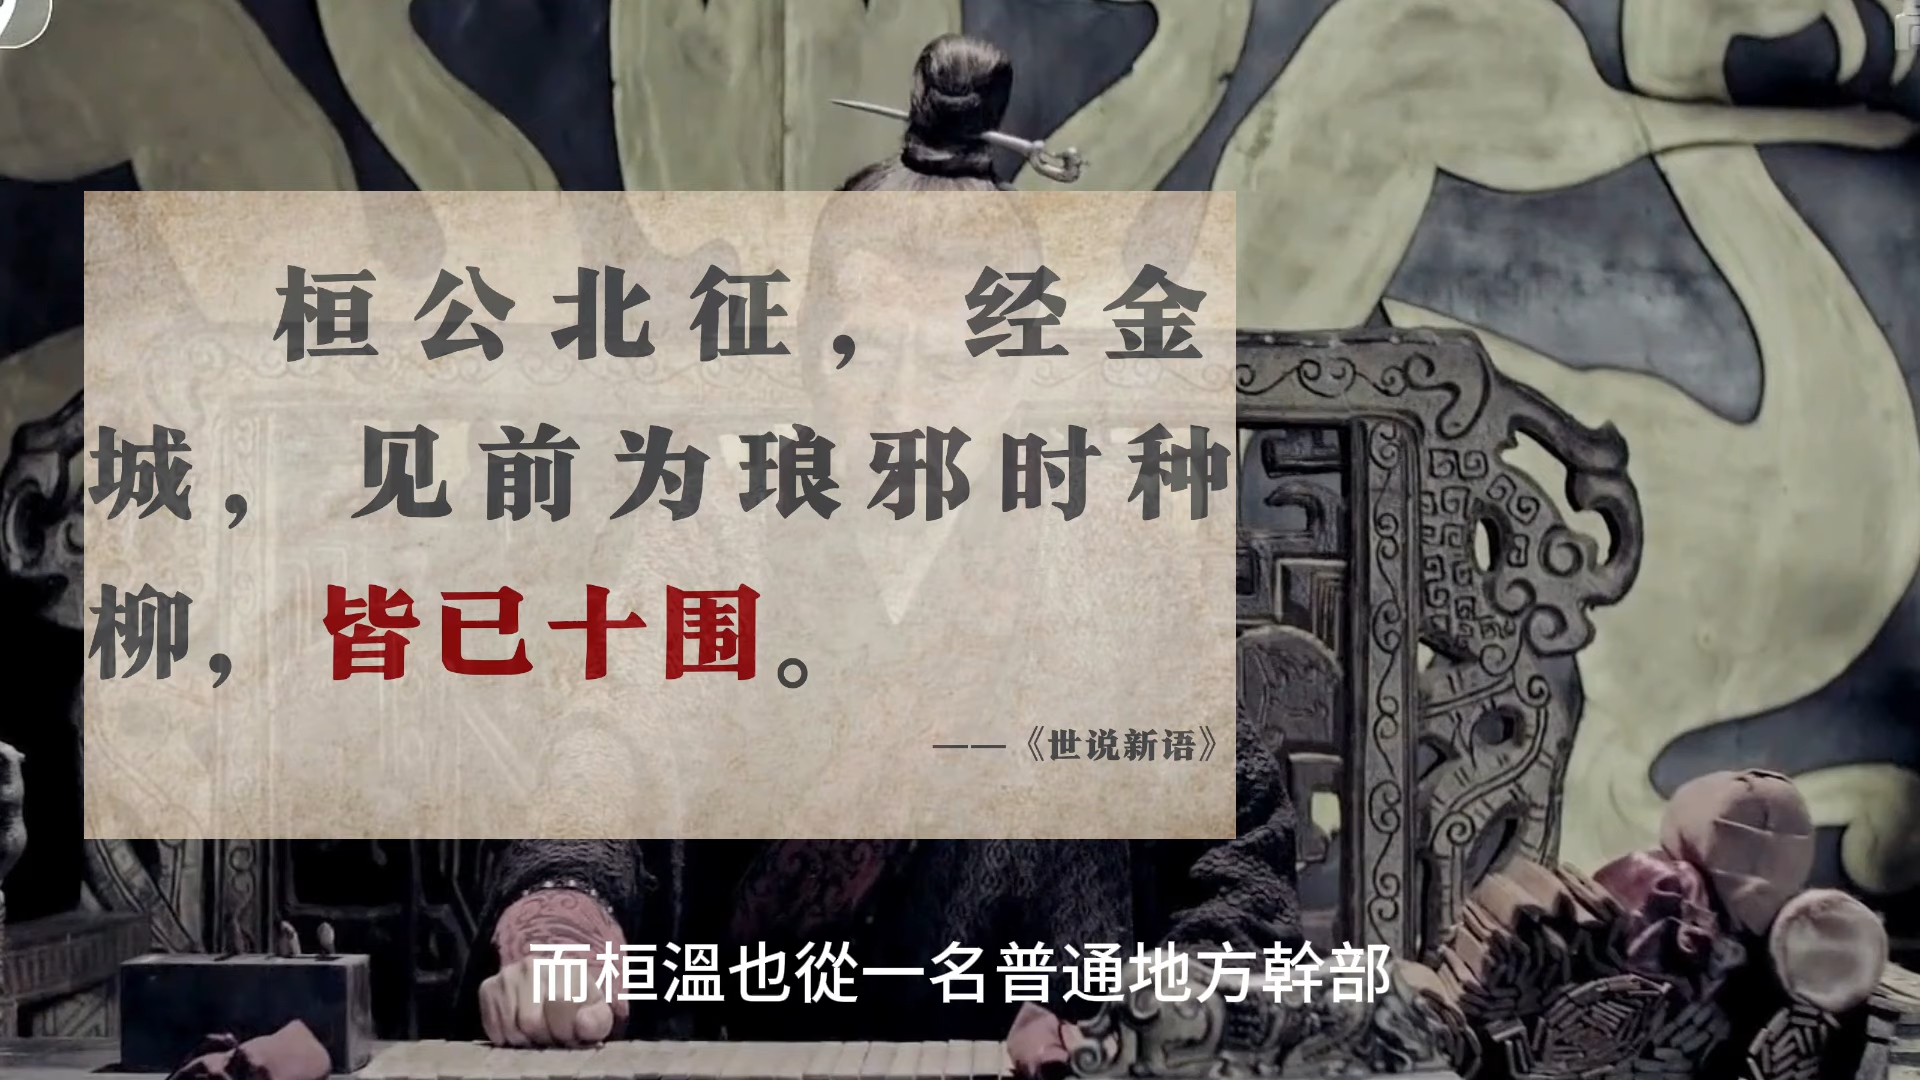 桓公北征，经金
城，见前为琅邪时种
柳，皆已十围。
——《世说新语》
而桓溫也從一名普通地方幹部